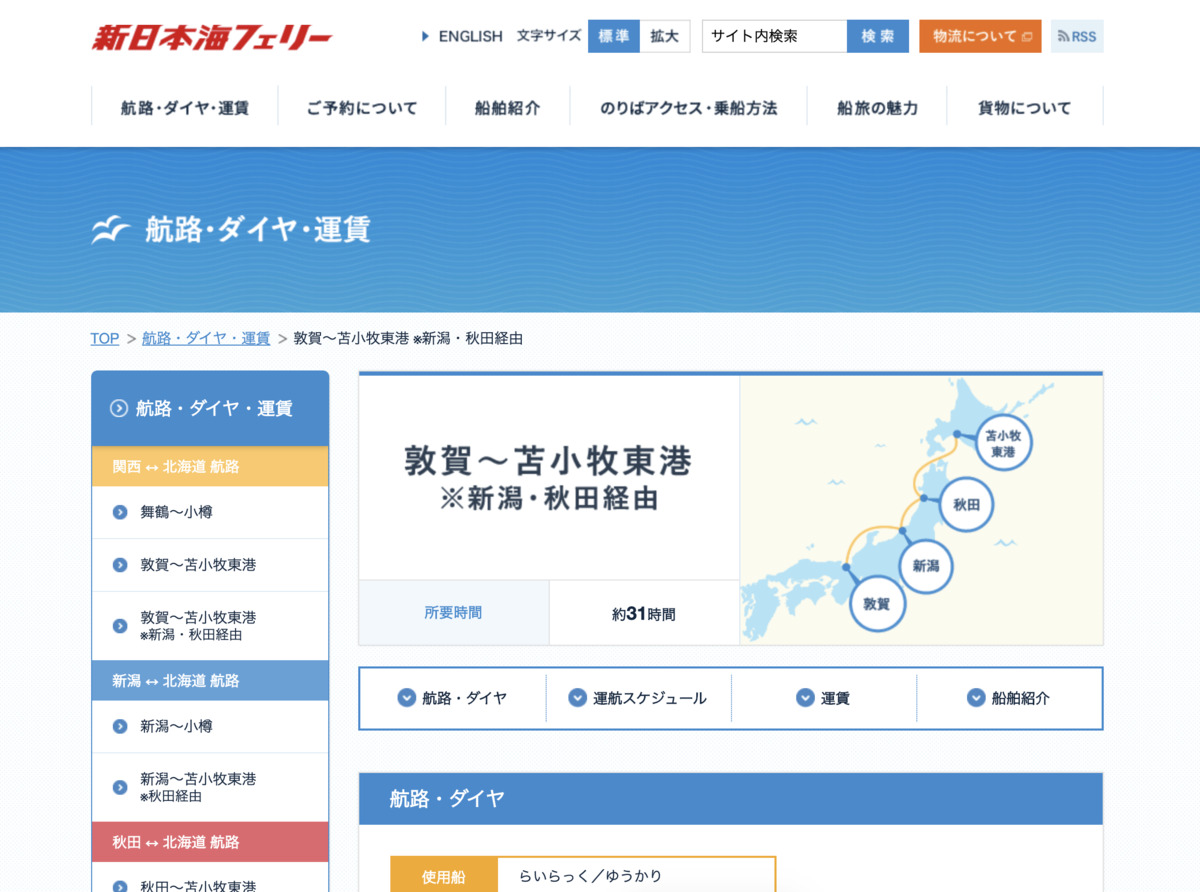 新日本海フェリー
ENGLISH 文字サイズ 標準 拡大 サイト内検索 検索 物流について RSS
航路・ダイヤ・運賃 ご予約について 船舶紹介 のりばアクセス・乗船方法 船旅の魅力 貨物について
航路・ダイヤ・運賃
TOP > 航路・ダイヤ・運賃 > 敦賀〜苫小牧東港 ※新潟・秋田経由
航路・ダイヤ・運賃
関西 ↔ 北海道 航路
舞鶴〜小樽
敦賀〜苫小牧東港
敦賀〜苫小牧東港
※新潟・秋田経由
新潟 ↔ 北海道 航路
新潟〜小樽
新潟〜苫小牧東港
※秋田経由
秋田 ↔ 北海道 航路
秋田〜苫小牧東港
敦賀〜苫小牧東港
※新潟・秋田経由
所要時間 約31時間
苫小牧
東港
秋田
新潟
敦賀
航路・ダイヤ 運航スケジュール 運賃 船舶紹介
航路・ダイヤ
使用船 らいらっく／ゆうかり